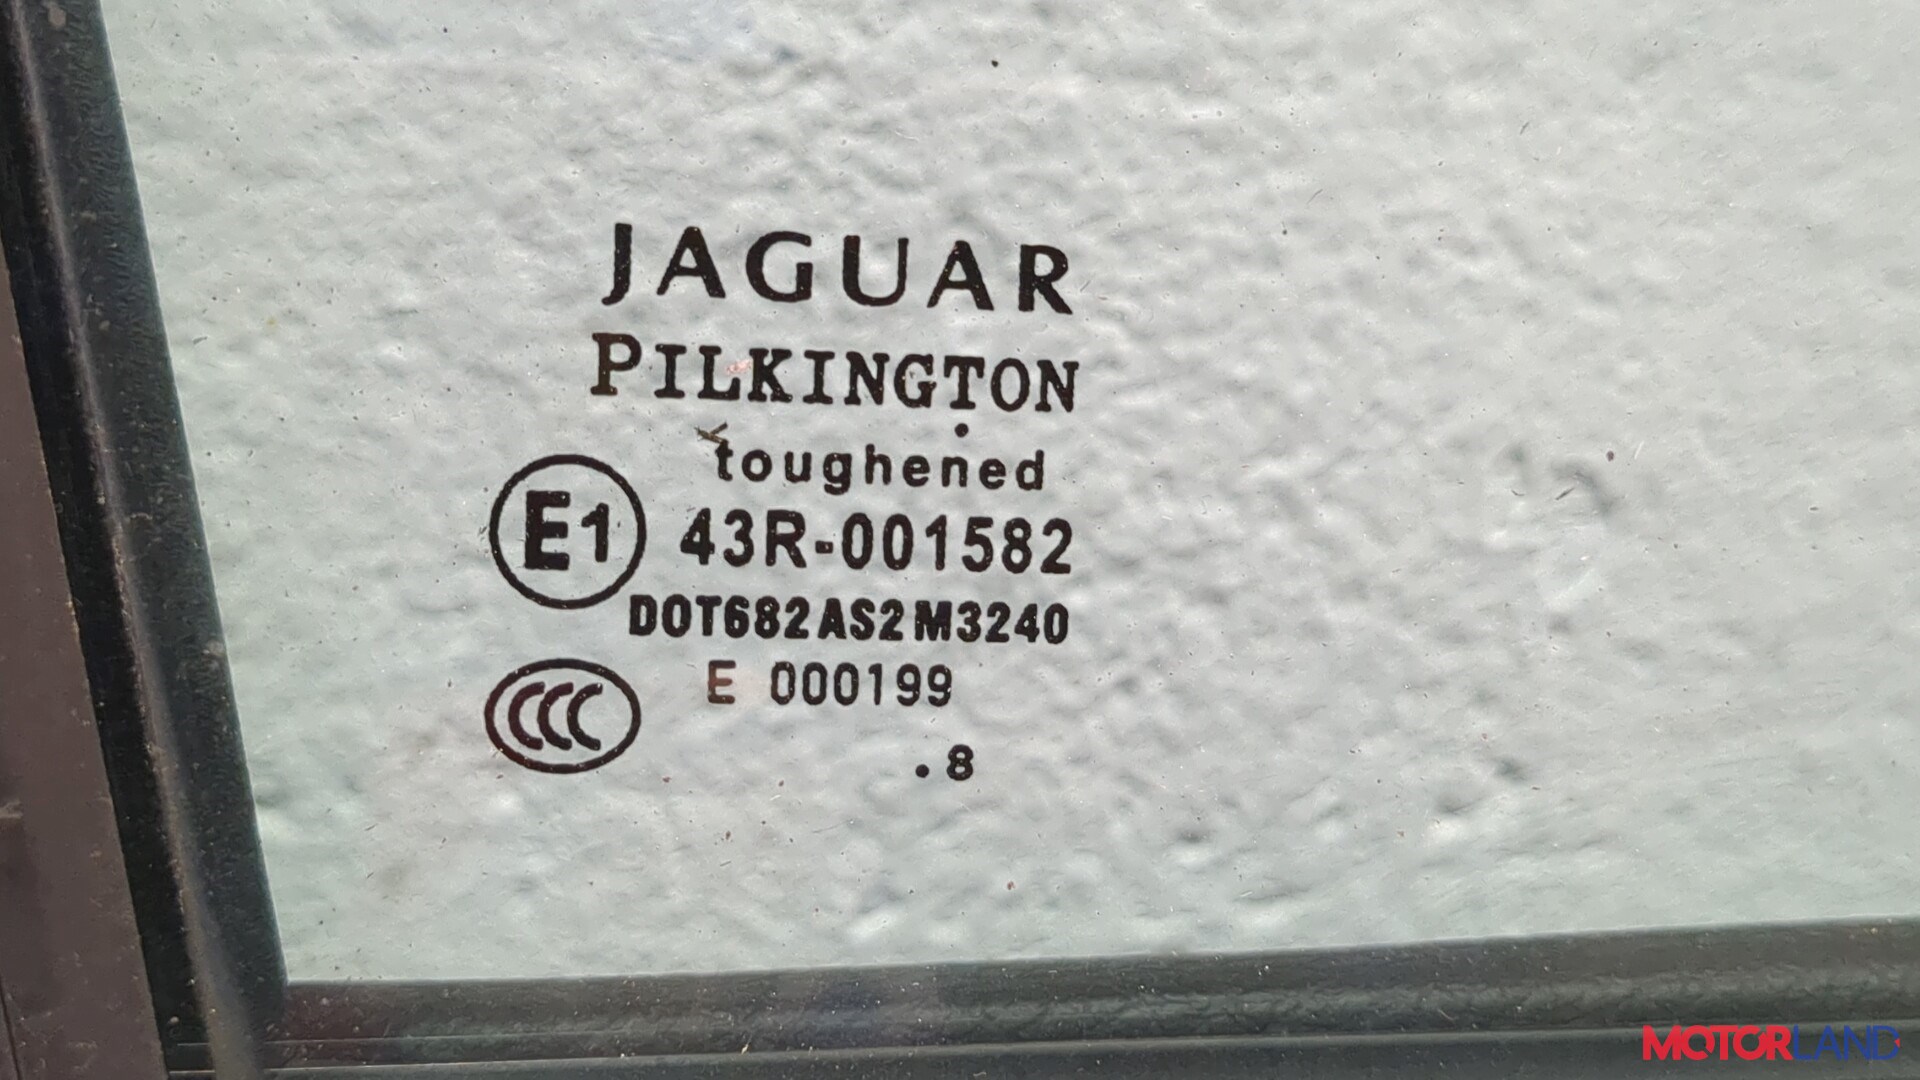 JAGUAR
PILKINGTON
toughened
E1 43R-001582
DOT682AS2M3240
CCC E 000199
.8
MOTORLAND